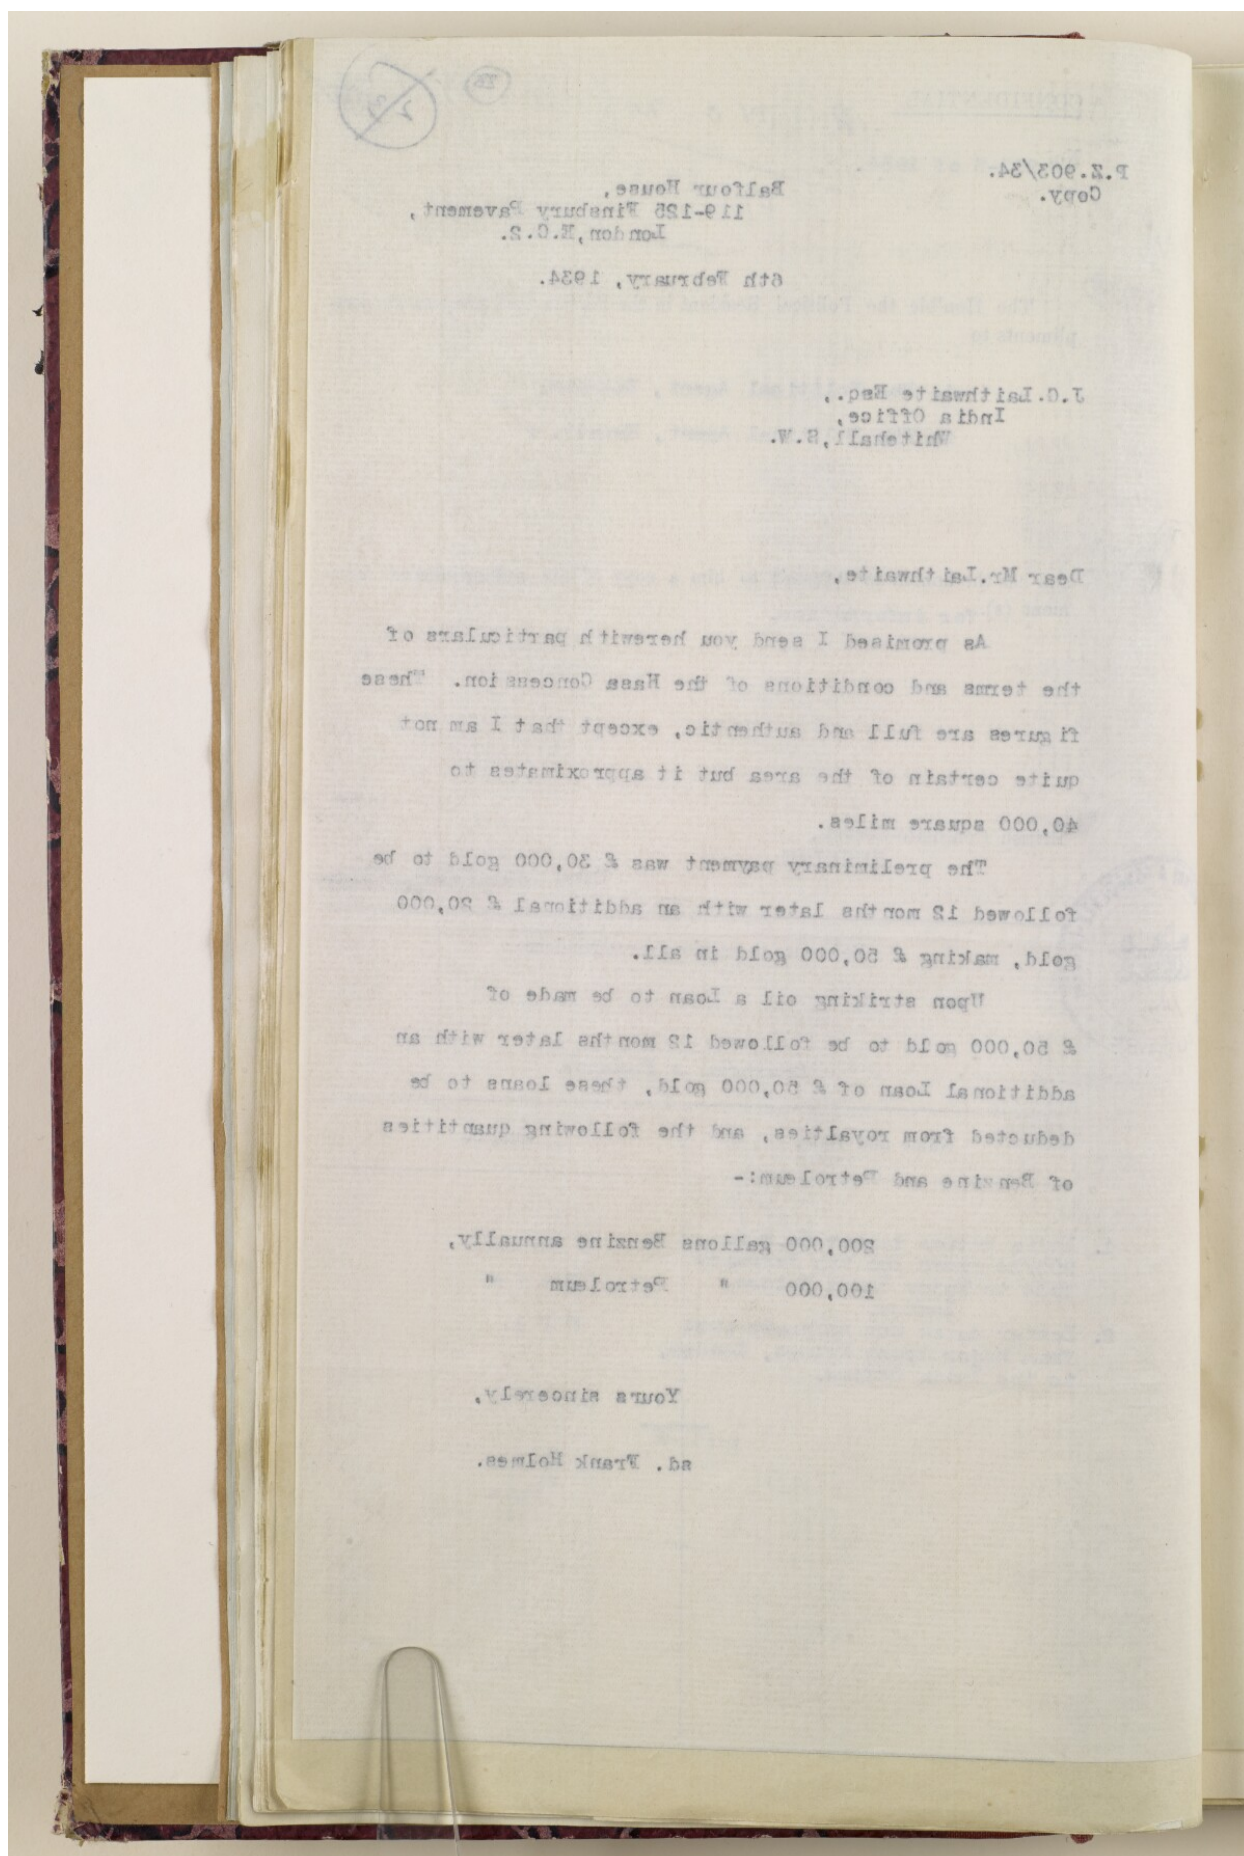 P.Z.903/34.
Copy.
Balfour House,
119-125 Finsbury Pavement,
London,E.C.2.
6th February, 1934.
J.G.Laithwaite Esq.,
India Office,
Whitehall,S.W.
Dear Mr.Laithwaite,
As promised I send you herewith particulars of
the terms and conditions of the Hasa Concession. These
figures are full and authentic, except that I am not
quite certain of the area but it approximates to
40,000 square miles.
The preliminary payment was £ 30,000 gold to be
followed 12 months later with an additional £ 20,000
gold, making £ 50,000 gold in all.
Upon striking oil a Loan to be made of
£ 50,000 gold to be followed 12 months later with an
additional Loan of £ 50,000 gold, these loans to be
deducted from royalties, and the following quantities
of Benzine and Petroleum:-
200,000 gallons Benzine annually,
100,000 " Petroleum "
Yours sincerely,
sd. Frank Holmes.
CONFIDENTIAL